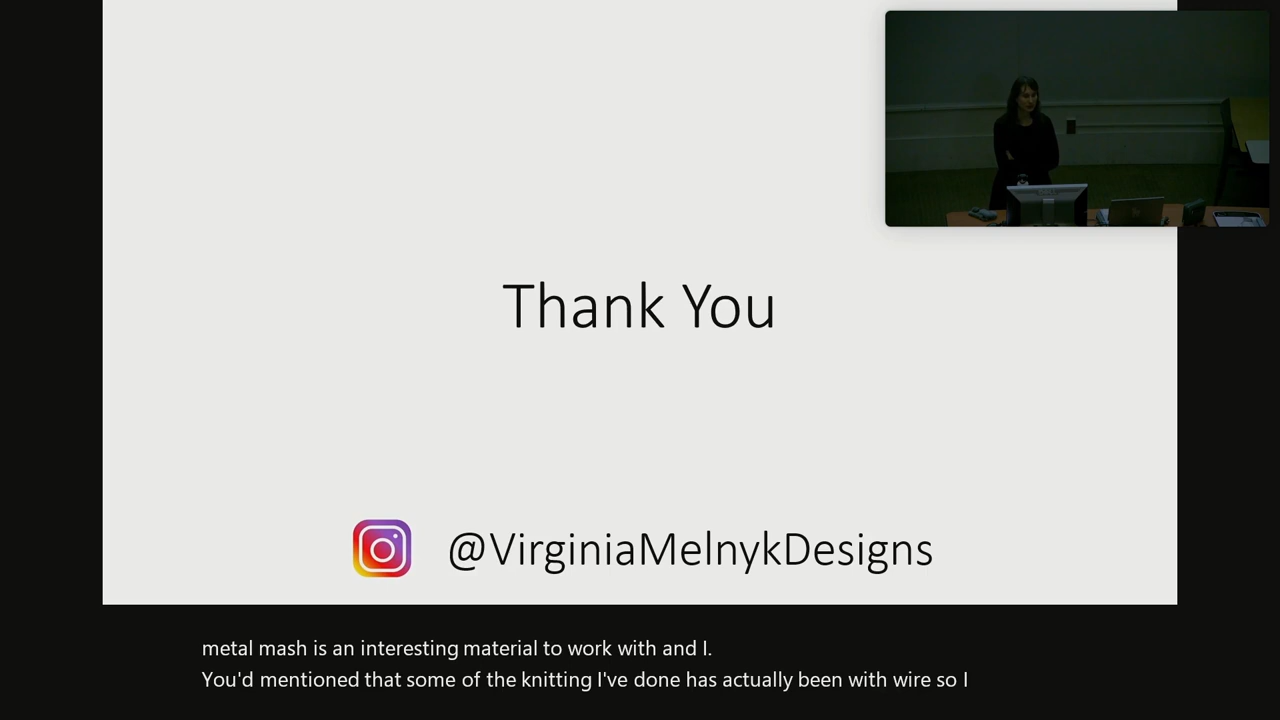 Thank You
@VirginiaMelnykDesigns
metal mash is an interesting material to work with and I.
You'd mentioned that some of the knitting I've done has actually been with wire so I